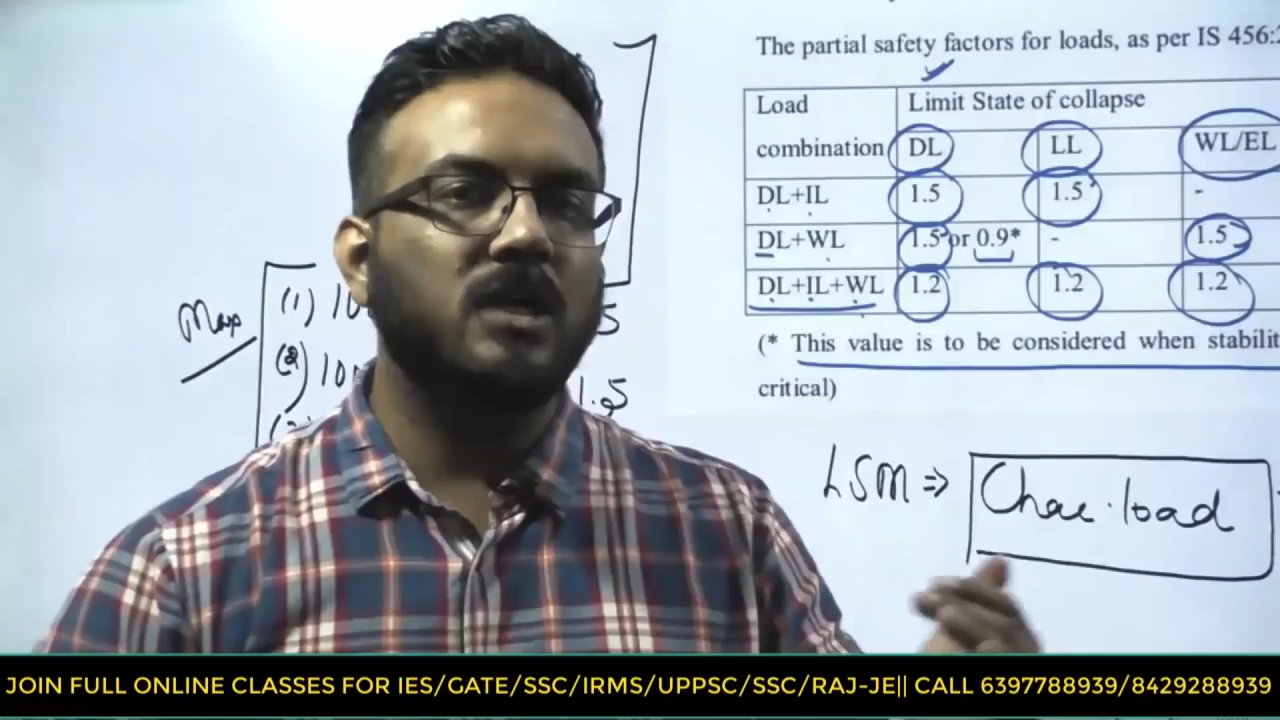 The partial safety factors for loads, as per IS 456:2
Load combination Limit State of collapse
DL LL WL/EL
DL+IL 1.5 1.5 -
DL+WL 1.5 or 0.9* - 1.5
DL+IL+WL 1.2 1.2 1.2
(* This value is to be considered when stabilit
critical)
Max
(1) 10
5
(2) 10
1.5
LSM ⇒ Chac. load
JOIN FULL ONLINE CLASSES FOR IES/GATE/SSC/IRMS/UPPSC/SSC/RAJ-JE|| CALL 6397788939/8429288939